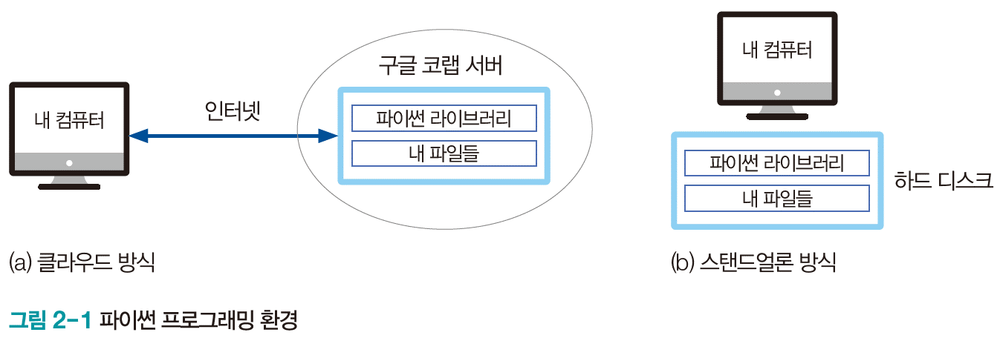 내 컴퓨터
인터넷
구글 코랩 서버
파이썬 라이브러리
내 파일들
(a) 클라우드 방식
내 컴퓨터
파이썬 라이브러리
내 파일들
하드 디스크
(b) 스탠드얼론 방식
그림 2-1 파이썬 프로그래밍 환경